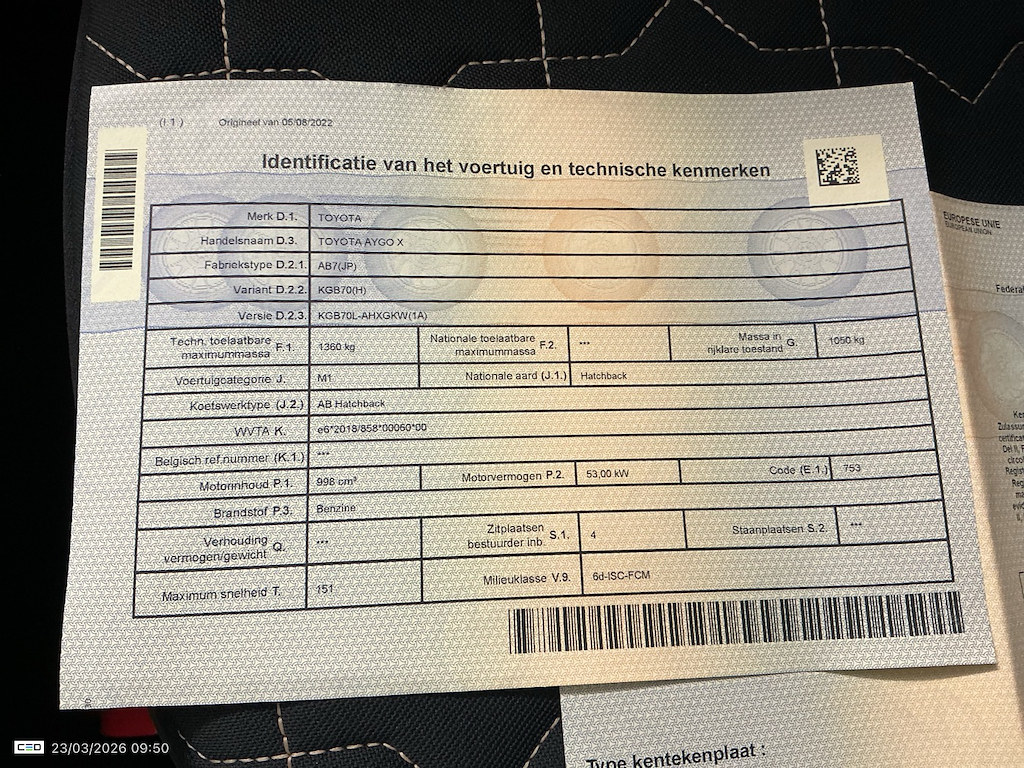 (I.1) Origineel van 05/08/2022
Identificatie van het voertuig en technische kenmerken
Merk D.1. TOYOTA
Handelsnaam D.3. TOYOTA AYGO X
Fabriekstype D.2.1. AB7(JP)
Variant D.2.2. KGB70(H)
Versie D.2.3. KGB70L-AHXGKW(1A)
Techn. toelaatbare maximummassa F.1. 1360 kg Nationale toelaatbare maximummassa F.2. *** Massa in rijklare toestand G. 1050 kg
Voertuigcategorie J. M1 Nationale aard (J.1.) Hatchback
Koetswerktype (J.2.) AB Hatchback
WVTA K. e6*2018/858*00060*00
Belgisch ref.nummer (K.1.) ***
Motorinhoud P.1. 998 cm³ Motorvermogen P.2. 53,00 kW Code (E.1.) 753
Brandstof P.3. Benzine
Verhouding vermogen/gewicht Q. *** Zitplaatsen bestuurder inb. S.1. 4 Staanplaatsen S.2. ***
Maximum snelheid T. 151 Milieuklasse V.9. 6d-ISC-FCM
EUROPESE UNIE
EUROPEAN UNION
Federa
Type kentekenplaat :
CEO 23/03/2026 09:50